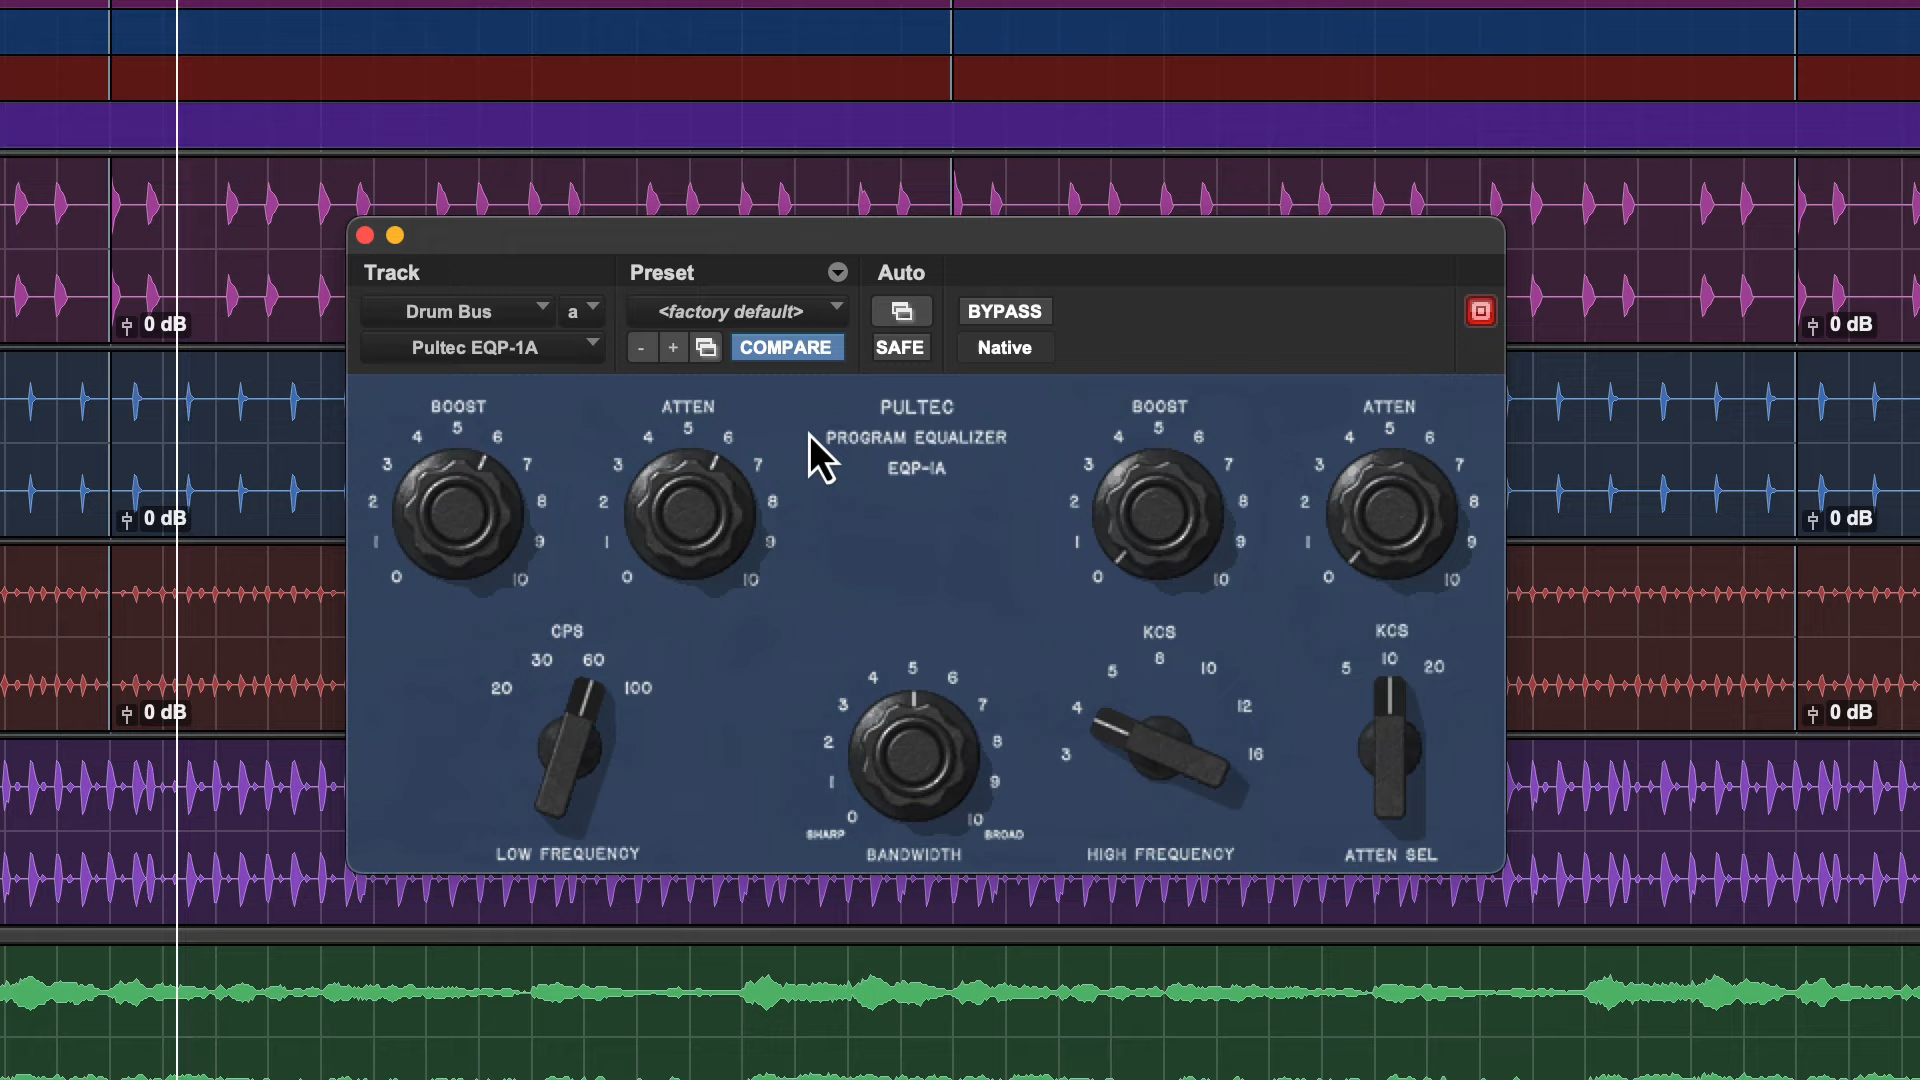 Track
Preset
Auto
Drum Bus
a
<factory default>
BYPASS
Pultec EQP-1A
- +
COMPARE
SAFE
Native
BOOST
0 1 2 3 4 5 6 7 8 9 10
ATTEN
0 1 2 3 4 5 6 7 8 9 10
PULTEC
PROGRAM EQUALIZER
EQP-1A
BOOST
0 1 2 3 4 5 6 7 8 9 10
ATTEN
0 1 2 3 4 5 6 7 8 9 10
CPS
20 30 60 100
LOW FREQUENCY
0 1 2 3 4 5 6 7 8 9 10
SHARP
BROAD
BANDWIDTH
KCS
3 4 5 8 10 12 16
HIGH FREQUENCY
KCS
5 10 20
ATTEN SEL
0 dB
0 dB
0 dB
0 dB
0 dB
0 dB